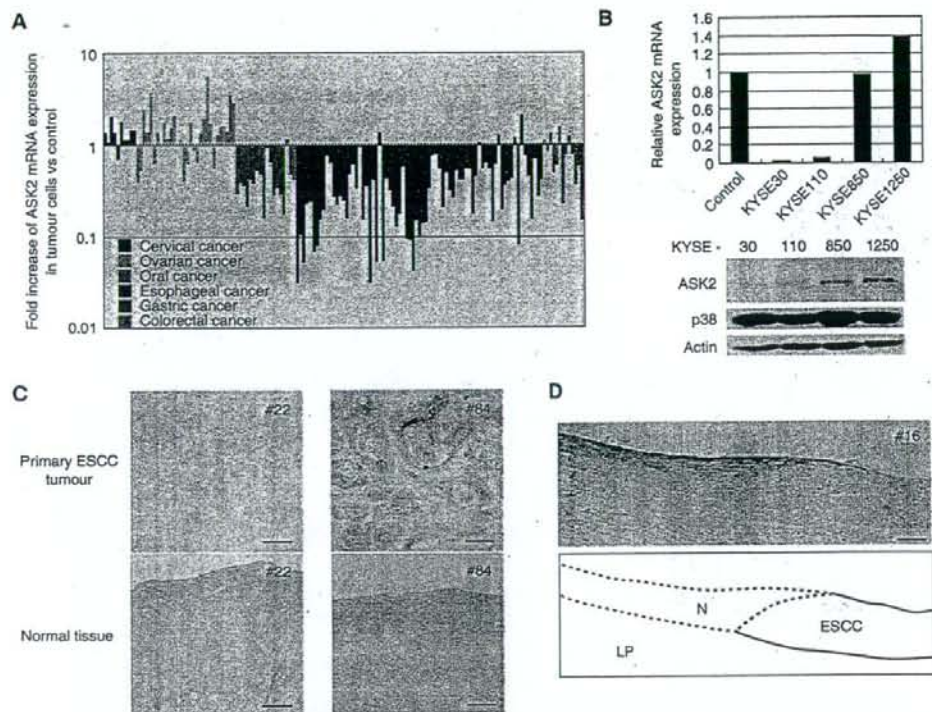 A
Fold increase of ASK2 mRNA expression
in tumour cells vs control
10
1
0.1
0.01
Cervical cancer
Ovarian cancer
Oral cancer
Esophageal cancer
Gastric cancer
Colorectal cancer
B
Relative ASK2 mRNA
expression
1.6
1.4
1.2
1
0.8
0.6
0.4
0.2
0
Control
KYSE30
KYSE110
KYSE850
KYSE1250
KYSE - 30 110 850 1250
ASK2
p38
Actin
C
Primary ESCC
tumour
#22
#84
Normal tissue
#22
#84
D
#16
N
ESCC
LP